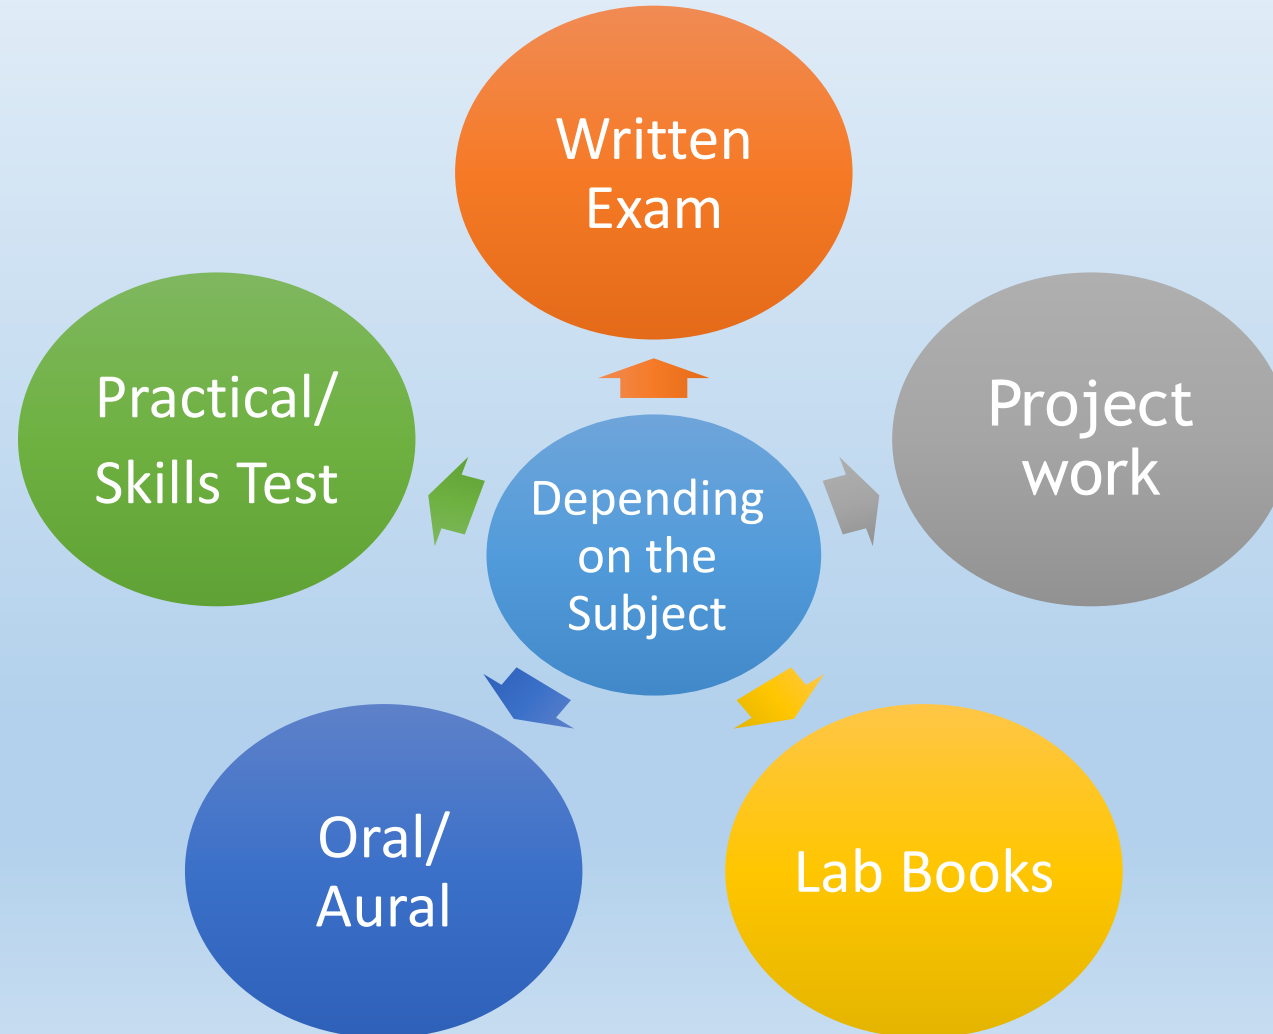 Written
Exam
Project
work
Lab Books
Oral/
Aural
Practical/
Skills Test
Depending
on the
Subject